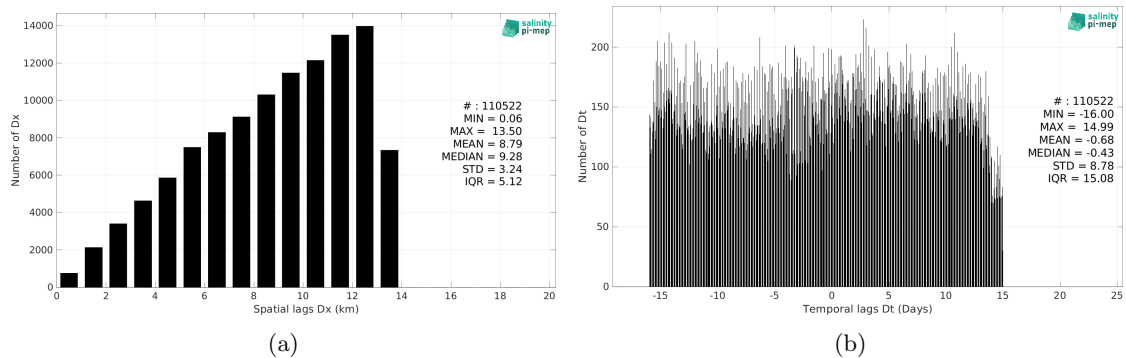 14000
12000
10000
8000
6000
4000
2000
0
Number of Dx
0 2 4 6 8 10 12 14 16 18 20
Spatial lags Dx (km)
salinity
pi-mep
# : 110522
MIN = 0.06
MAX = 13.50
MEAN = 8.79
MEDIAN = 9.28
STD = 3.24
IQR = 5.12
(a)
200
150
100
50
0
Number of Dt
-15 -10 -5 0 5 10 15 20 25
Temporal lags Dt (Days)
salinity
pi-mep
# : 110522
MIN = -16.00
MAX = 14.99
MEAN = -0.68
MEDIAN = -0.43
STD = 8.78
IQR = 15.08
(b)